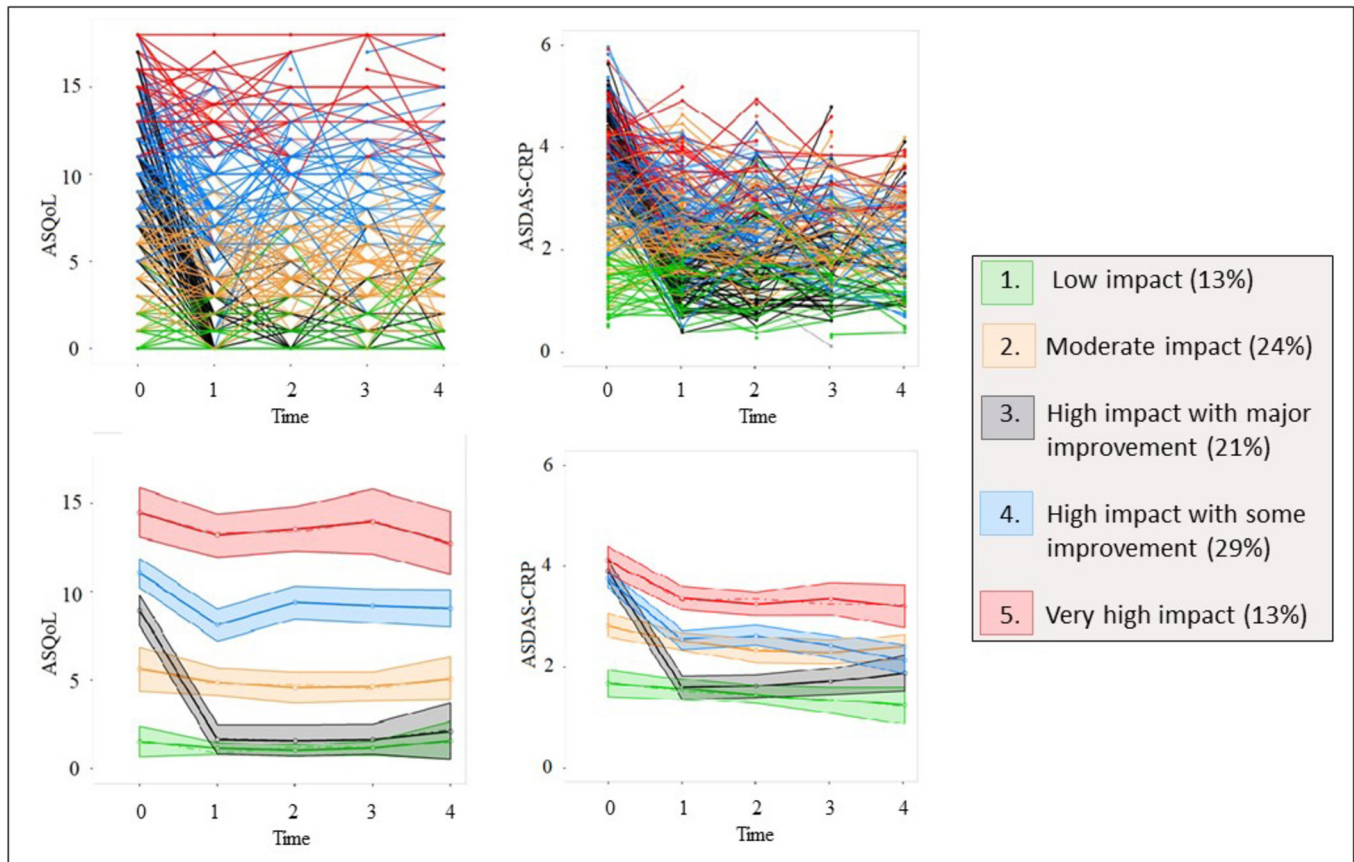 15
10
5
0
ASQoL
0 1 2 3 4
Time
6
4
2
0
ASDAS-CRP
0 1 2 3 4
Time
15
10
5
0
ASQoL
0 1 2 3 4
Time
6
4
2
0
ASDAS-CRP
0 1 2 3 4
Time
1. Low impact (13%)
2. Moderate impact (24%)
3. High impact with major
improvement (21%)
4. High impact with some
improvement (29%)
5. Very high impact (13%)